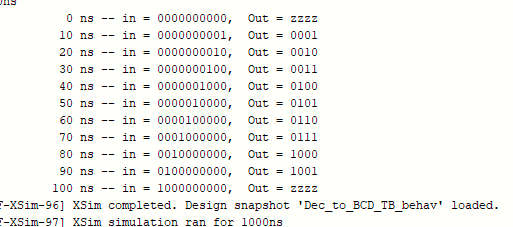 0 ns -- in = 0000000000, Out = zzzz
10 ns -- in = 0000000001, Out = 0001
20 ns -- in = 0000000010, Out = 0010
30 ns -- in = 0000000100, Out = 0011
40 ns -- in = 0000001000, Out = 0100
50 ns -- in = 0000010000, Out = 0101
60 ns -- in = 0000100000, Out = 0110
70 ns -- in = 0001000000, Out = 0111
80 ns -- in = 0010000000, Out = 1000
90 ns -- in = 0100000000, Out = 1001
100 ns -- in = 1000000000, Out = zzzz
F-XSim-96] XSim completed. Design snapshot 'Dec_to_BCD_TB_behav' loaded.
F-XSim-97] XSim simulation ran for 1000ns